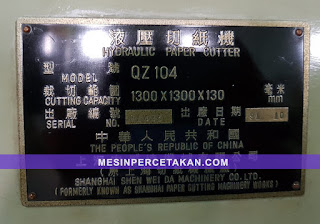 液壓切紙機
HYDRAULIC PAPER CUTTER
型 號 QZ 104
MODEL
裁切範圍 1300×1300×130 毫米
CUTTING CAPACITY mm
出廠編號 出廠日期
SERIAL NO. DATE
中華人民共和國
THE PEOPLE'S REPUBLIC OF CHINA
MESINPERCETAKAN.COM
SHANGHAI SHEN WEI DA MACHINERY CO.LTD.
(FORMERLY KNOWN AS SHANGHAI PAPER CUTTING MACHINERY WORKS)